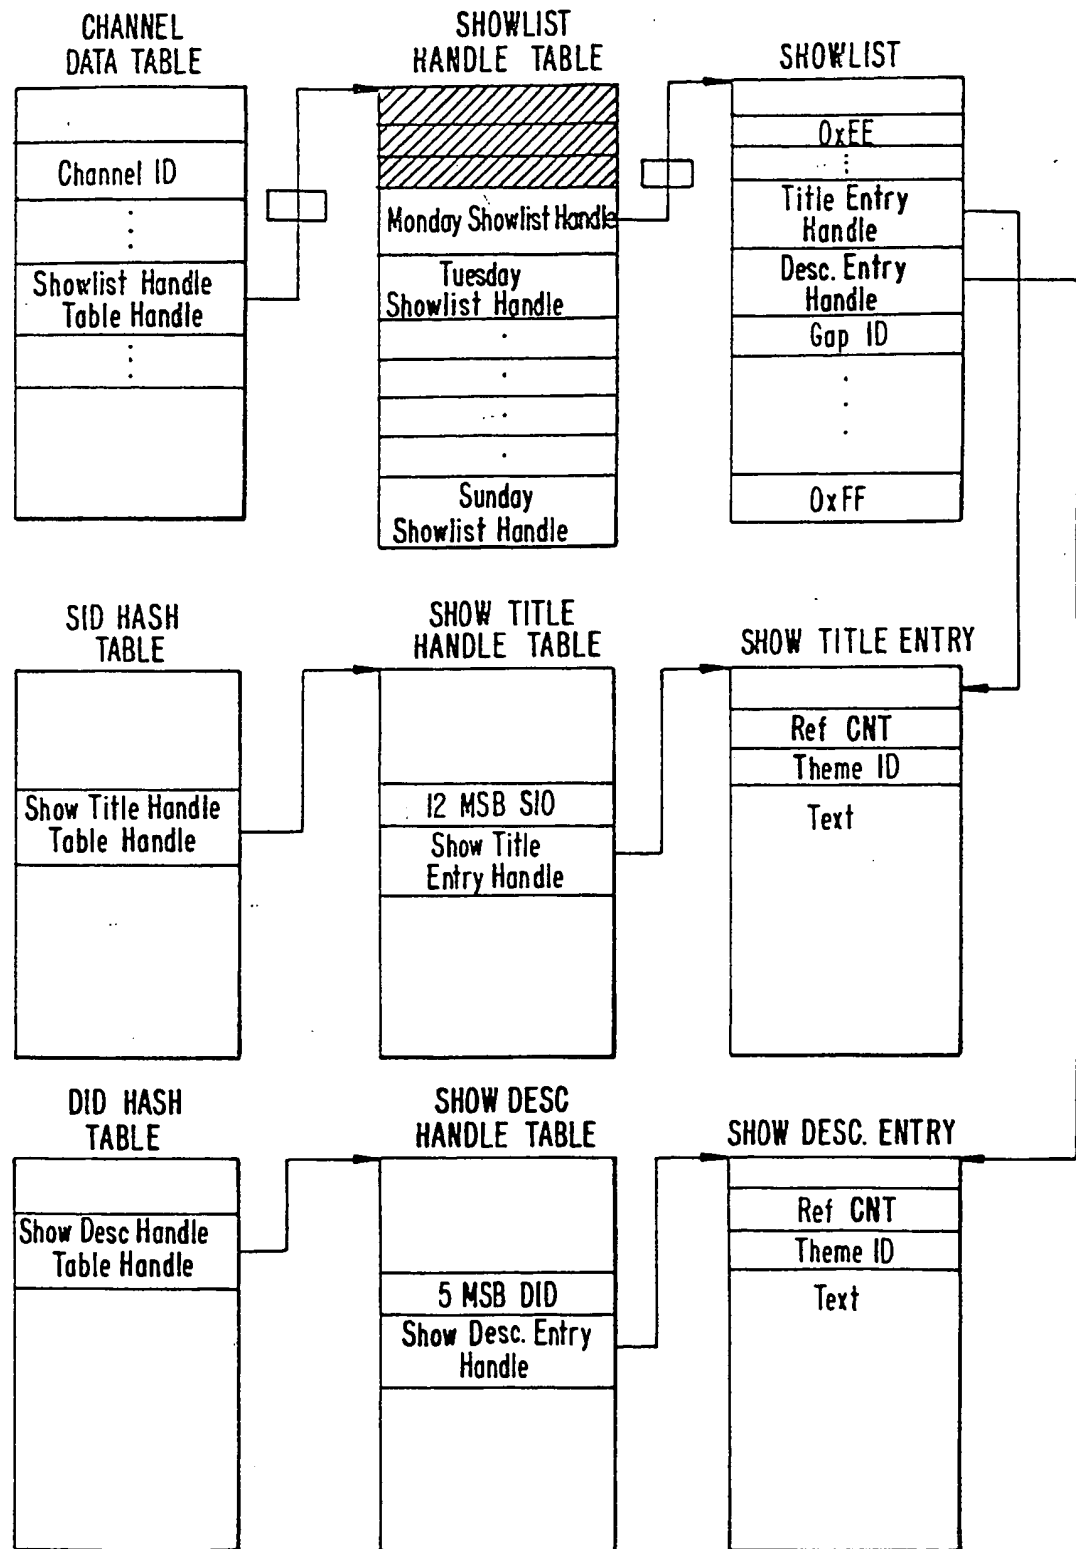 CHANNEL
DATA TABLE
Channel ID
Showlist Handle
Table Handle
SHOWLIST
HANDLE TABLE
Monday Showlist Handle
Tuesday
Showlist Handle
Sunday
Showlist Handle
SHOWLIST
0xEE
Title Entry
Handle
Desc. Entry
Handle
Gap ID
0xFF
SID HASH
TABLE
Show Title Handle
Table Handle
SHOW TITLE
HANDLE TABLE
12 MSB SIO
Show Title
Entry Handle
SHOW TITLE ENTRY
Ref CNT
Theme ID
Text
DID HASH
TABLE
Show Desc Handle
Table Handle
SHOW DESC
HANDLE TABLE
5 MSB DID
Show Desc. Entry
Handle
SHOW DESC. ENTRY
Ref CNT
Theme ID
Text